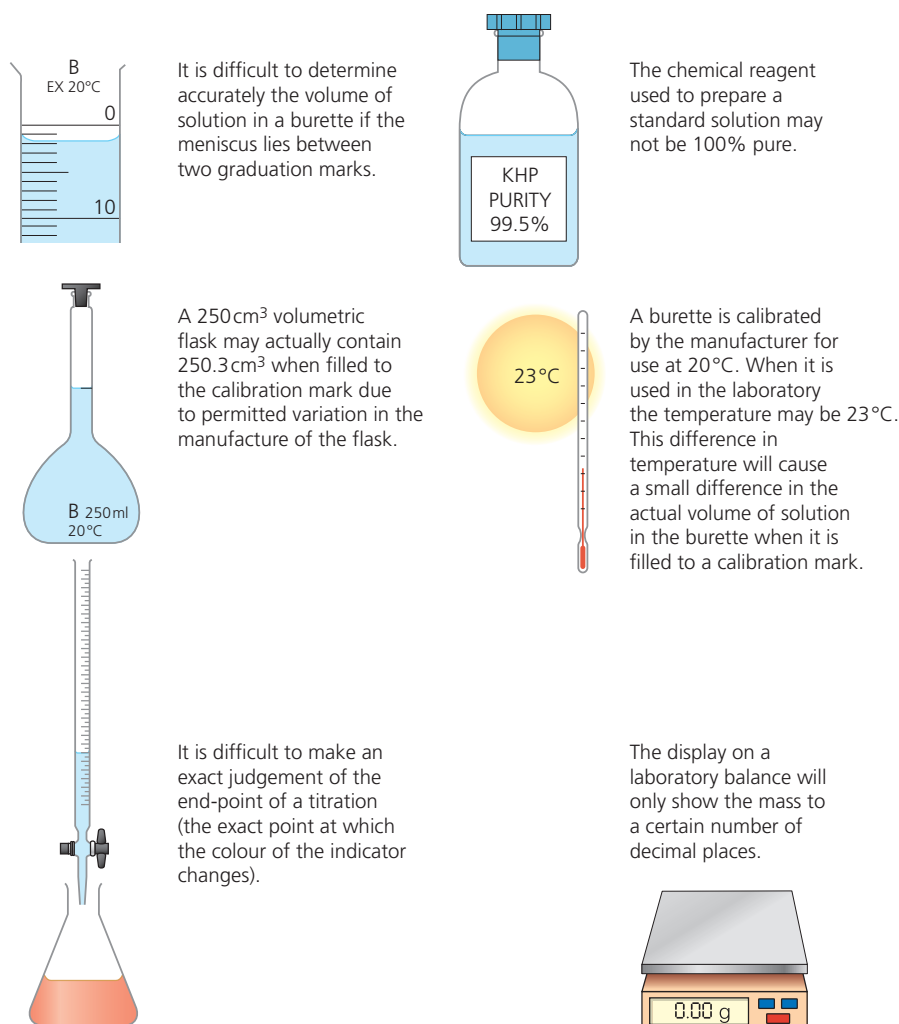 B
EX 20°C
0
10
It is difficult to determine
accurately the volume of
solution in a burette if the
meniscus lies between
two graduation marks.
KHP
PURITY
99.5%
The chemical reagent
used to prepare a
standard solution may
not be 100% pure.
B 250ml
20°C
A 250cm³ volumetric
flask may actually contain
250.3cm³ when filled to
the calibration mark due
to permitted variation in the
manufacture of the flask.
23°C
A burette is calibrated
by the manufacturer for
use at 20°C. When it is
used in the laboratory
the temperature may be 23°C.
This difference in
temperature will cause
a small difference in the
actual volume of solution
in the burette when it is
filled to a calibration mark.
It is difficult to make an
exact judgement of the
end-point of a titration
(the exact point at which
the colour of the indicator
changes).
The display on a
laboratory balance will
only show the mass to
a certain number of
decimal places.
0.00 g